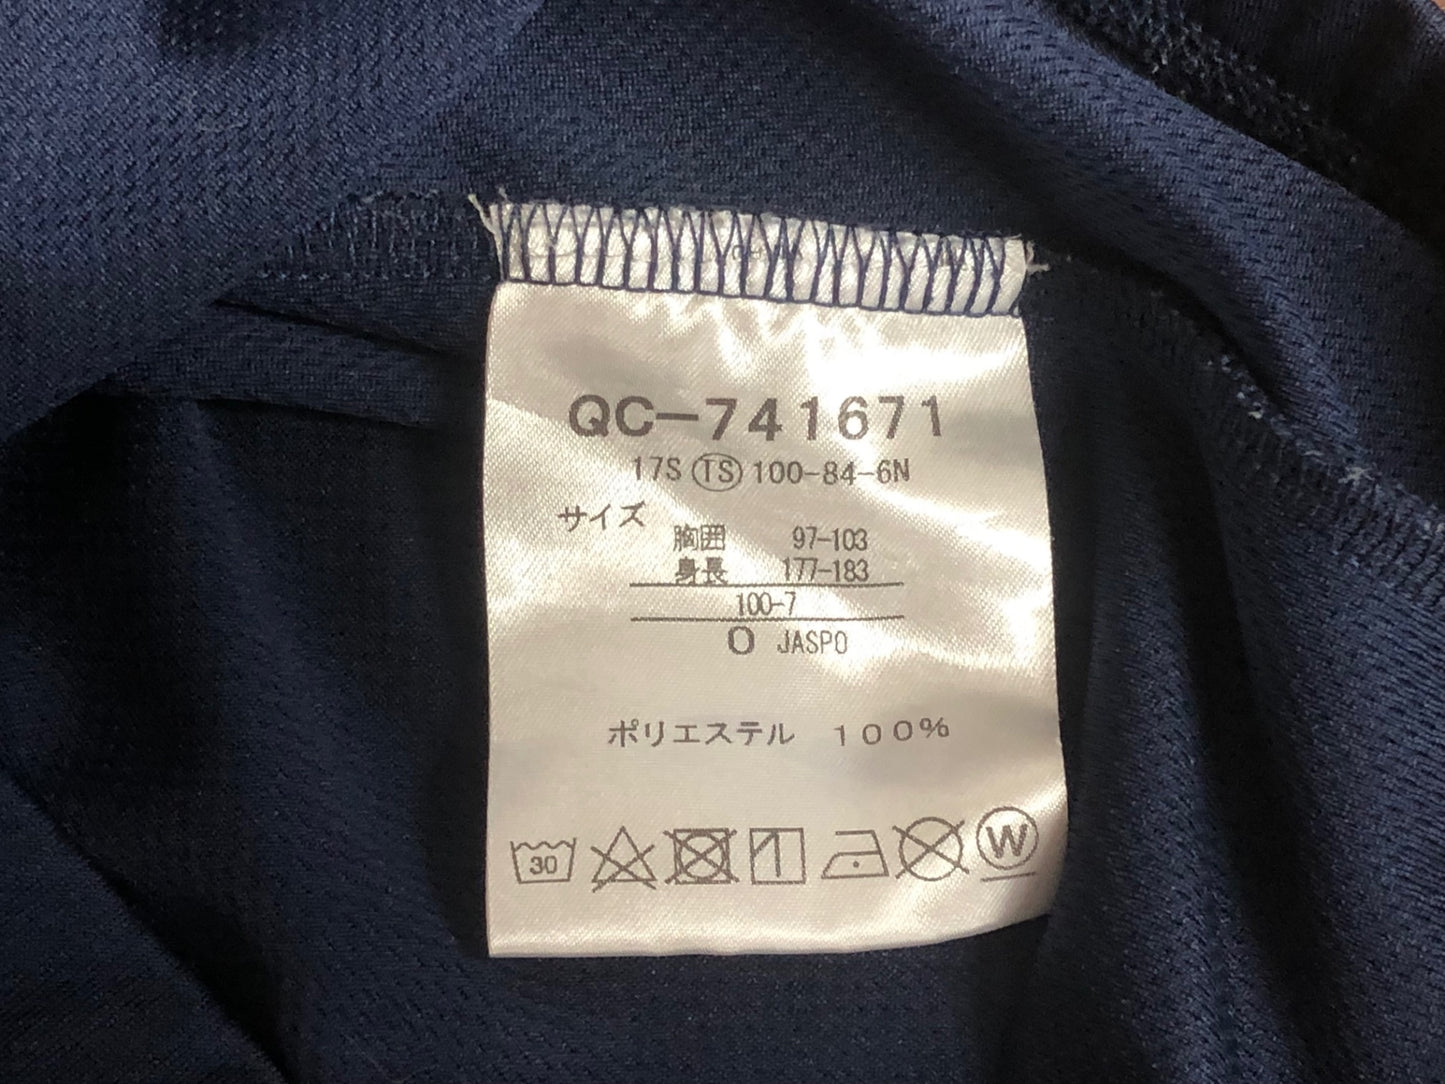 QC-741671
17S TS 100-84-6N
サイズ
胸囲 97-103
身長 177-183
100-7
O JASPO
ポリエステル 100%
30
W